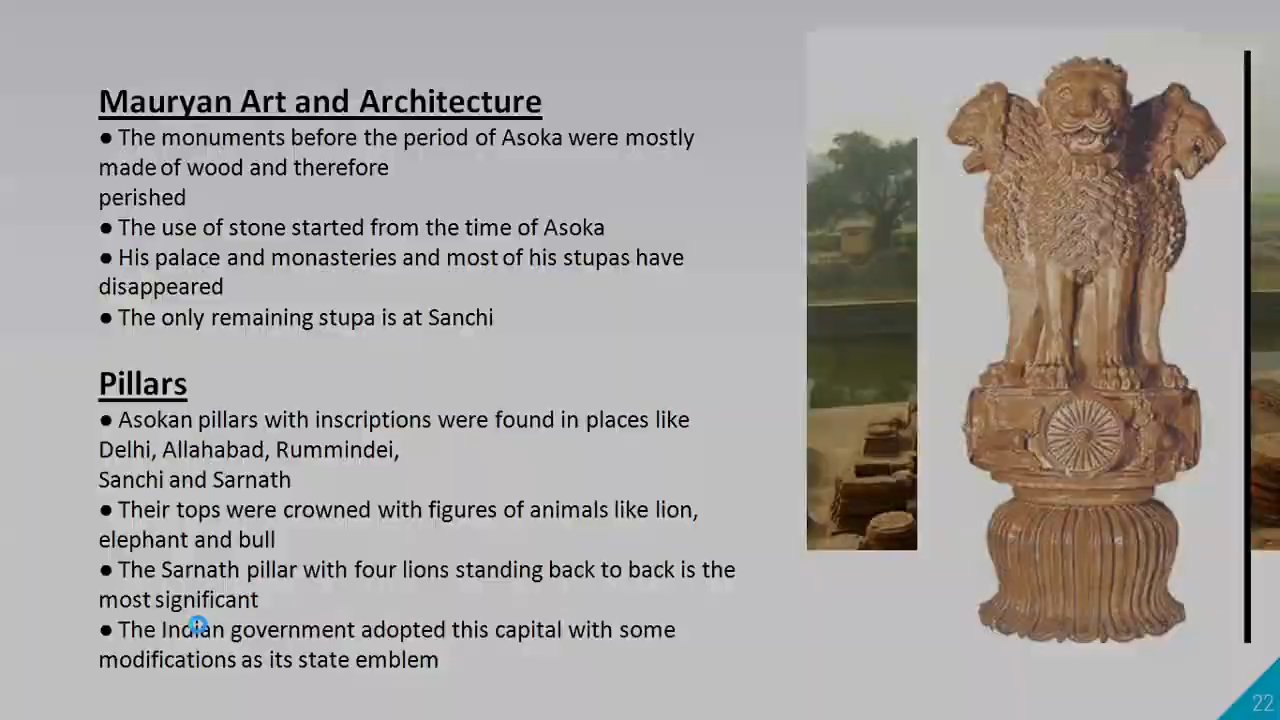 Mauryan Art and Architecture
● The monuments before the period of Asoka were mostly
made of wood and therefore
perished
● The use of stone started from the time of Asoka
● His palace and monasteries and most of his stupas have
disappeared
● The only remaining stupa is at Sanchi
Pillars
● Asokan pillars with inscriptions were found in places like
Delhi, Allahabad, Rummindei,
Sanchi and Sarnath
● Their tops were crowned with figures of animals like lion,
elephant and bull
● The Sarnath pillar with four lions standing back to back is the
most significant
● The Indian government adopted this capital with some
modifications as its state emblem
22